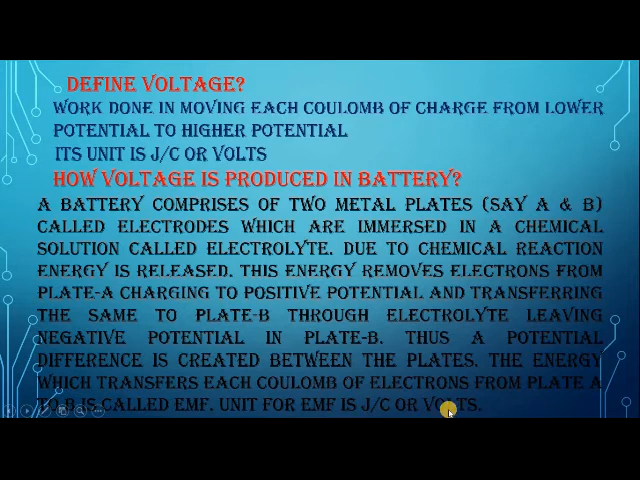 DEFINE VOLTAGE?
WORK DONE IN MOVING EACH COULOMB OF CHARGE FROM LOWER
POTENTIAL TO HIGHER POTENTIAL
ITS UNIT IS J/C OR VOLTS
HOW VOLTAGE IS PRODUCED IN BATTERY?
A BATTERY COMPRISES OF TWO METAL PLATES (SAY A & B)
CALLED ELECTRODES WHICH ARE IMMERSED IN A CHEMICAL
SOLUTION CALLED ELECTROLYTE. DUE TO CHEMICAL REACTION
ENERGY IS RELEASED. THIS ENERGY REMOVES ELECTRONS FROM
PLATE-A CHARGING TO POSITIVE POTENTIAL AND TRANSFERRING
THE SAME TO PLATE-B THROUGH ELECTROLYTE LEAVING
NEGATIVE POTENTIAL IN PLATE-B. THUS A POTENTIAL
DIFFERENCE IS CREATED BETWEEN THE PLATES. THE ENERGY
WHICH TRANSFERS EACH COULOMB OF ELECTRONS FROM PLATE A
TO B IS CALLED EMF. UNIT FOR EMF IS J/C OR VOLTS.